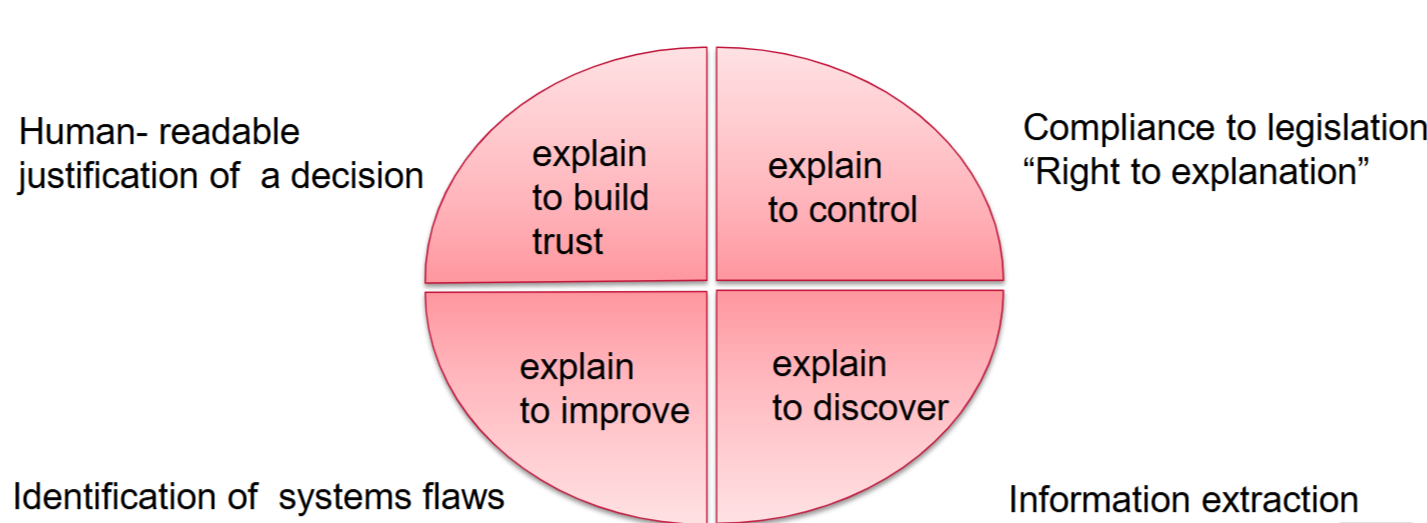 Human- readable
justification of  a decision
explain
to build
trust
explain
to control
Compliance to legislation
“Right to explanation”
explain
to improve
explain
to discover
Identification of  systems flaws
Information extraction